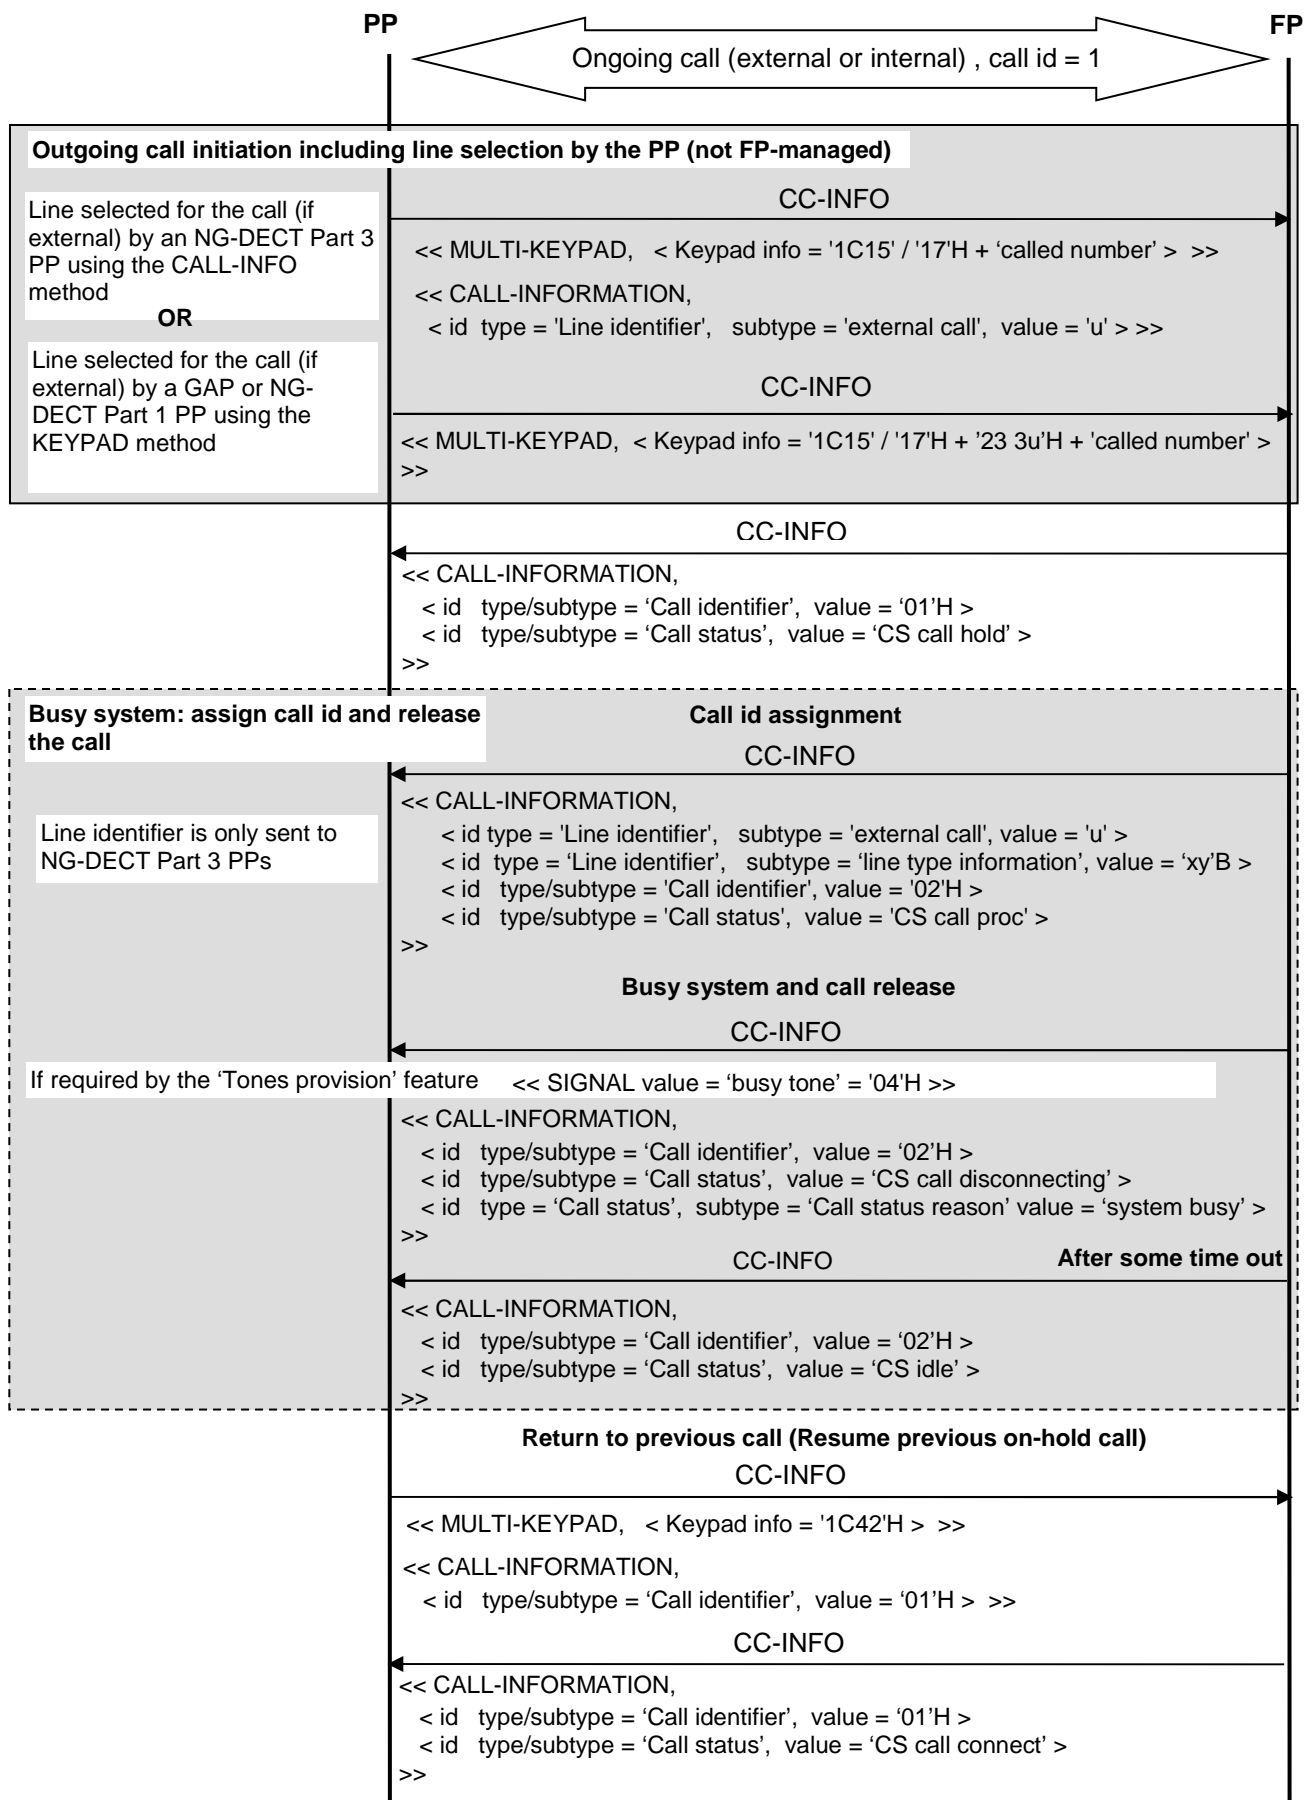 PP
FP
Ongoing call (external or internal) , call id = 1
Outgoing call initiation including line selection by the PP (not FP-managed)
Line selected for the call (if
external) by an NG-DECT Part 3
PP using the CALL-INFO
method
OR
Line selected for the call (if
external) by a GAP or NG-
DECT Part 1 PP using the
KEYPAD method
CC-INFO
<< MULTI-KEYPAD, < Keypad info = '1C15' / '17'H + ‘called number’ > >>
<< CALL-INFORMATION,
< id type = 'Line identifier', subtype = 'external call', value = 'u' > >>
CC-INFO
<< MULTI-KEYPAD, < Keypad info = '1C15' / '17'H + ’23 3u’H + 'called number' >
>>
CC-INFO
<< CALL-INFORMATION,
< id type/subtype = ‘Call identifier’, value = ‘01’H >
< id type/subtype = ‘Call status’, value = ‘CS call hold’ >
>>
Busy system: assign call id and release
the call
Call id assignment
CC-INFO
Line identifier is only sent to
NG-DECT Part 3 PPs
<< CALL-INFORMATION,
< id type = 'Line identifier', subtype = 'external call', value = 'u' >
< id type = ‘Line identifier’, subtype = ‘line type information’, value = ‘xy’B >
< id type/subtype = 'Call identifier', value = '02'H >
< id type/subtype = 'Call status', value = 'CS call proc' >
>>
Busy system and call release
CC-INFO
If required by the ‘Tones provision’ feature << SIGNAL value = ‘busy tone’ = '04'H >>
<< CALL-INFORMATION,
< id type/subtype = ‘Call identifier’, value = ‘02’H >
< id type/subtype = ‘Call status’, value = ‘CS call disconnecting’ >
< id type = ‘Call status’, subtype = ‘Call status reason’ value = ‘system busy’ >
>>
CC-INFO
After some time out
<< CALL-INFORMATION,
< id type/subtype = ‘Call identifier’, value = ‘02’H >
< id type/subtype = ‘Call status’, value = ‘CS idle’ >
>>
Return to previous call (Resume previous on-hold call)
CC-INFO
<< MULTI-KEYPAD, < Keypad info = '1C42'H > >>
<< CALL-INFORMATION,
< id type/subtype = ‘Call identifier’, value = ‘01’H > >>
CC-INFO
<< CALL-INFORMATION,
< id type/subtype = ‘Call identifier’, value = ‘01’H >
< id type/subtype = ‘Call status’, value = ‘CS call connect’ >
>>